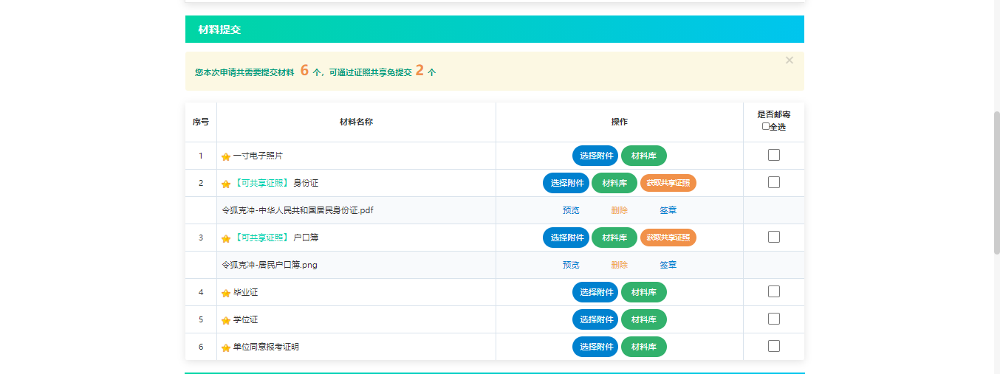 材料提交
您本次申请共需要提交材料 6 个，可通过证照共享免提交 2 个
×
序号 材料名称 操作 是否邮寄
全选
1 一寸电子照片 选择附件 材料库
2 【可共享证照】 身份证 选择附件 材料库 获取共享证照
令狐克冲-中华人民共和国居民身份证.pdf 预览 删除 签章
3 【可共享证照】 户口簿 选择附件 材料库 获取共享证照
令狐克冲-居民户口簿.png 预览 删除 签章
4 毕业证 选择附件 材料库
5 学位证 选择附件 材料库
6 单位同意报考证明 选择附件 材料库